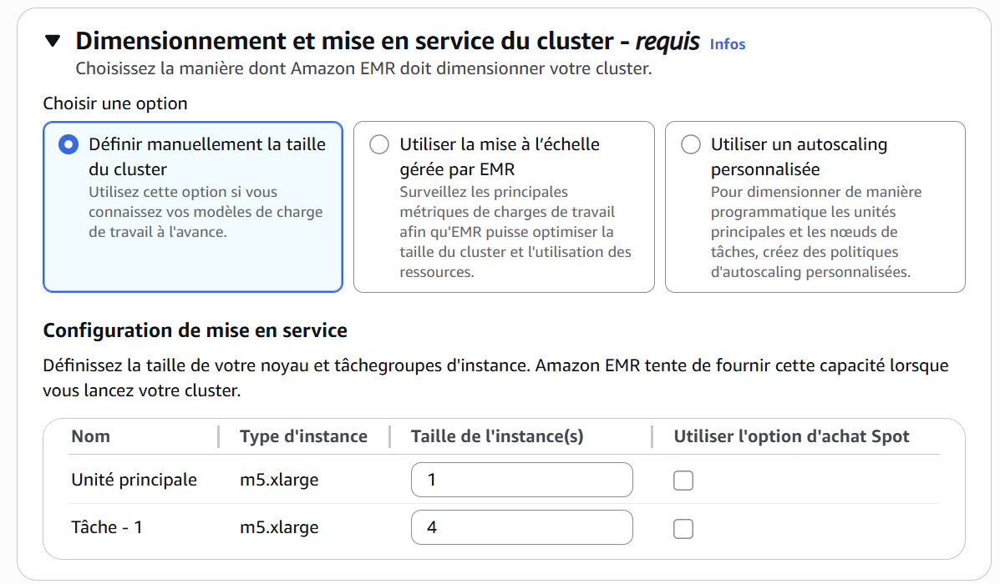 Dimensionnement et mise en service du cluster - requis Infos
Choisissez la manière dont Amazon EMR doit dimensionner votre cluster.
Choisir une option
Définir manuellement la taille
du cluster
Utilisez cette option si vous
connaissez vos modèles de charge
de travail à l'avance.
Utiliser la mise à l’échelle
gérée par EMR
Surveillez les principales
métriques de charges de travail
afin qu'EMR puisse optimiser la
taille du cluster et l'utilisation des
ressources.
Utiliser un autoscaling
personnalisée
Pour dimensionner de manière
programmatique les unités
principales et les nœuds de
tâches, créez des politiques
d'autoscaling personnalisées.
Configuration de mise en service
Définissez la taille de votre noyau et tâchegroupes d'instance. Amazon EMR tente de fournir cette capacité lorsque
vous lancez votre cluster.
Nom Type d'instance Taille de l'instance(s) Utiliser l'option d'achat Spot
Unité principale m5.xlarge 1
Tâche - 1 m5.xlarge 4